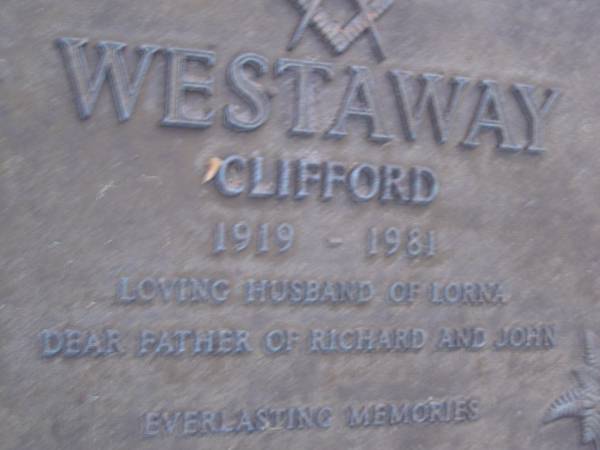 WESTAWAY
CLIFFORD
1919 - 1981
LOVING HUSBAND OF LORNA
DEAR FATHER OF RICHARD AND JOHN
EVERLASTING MEMORIES